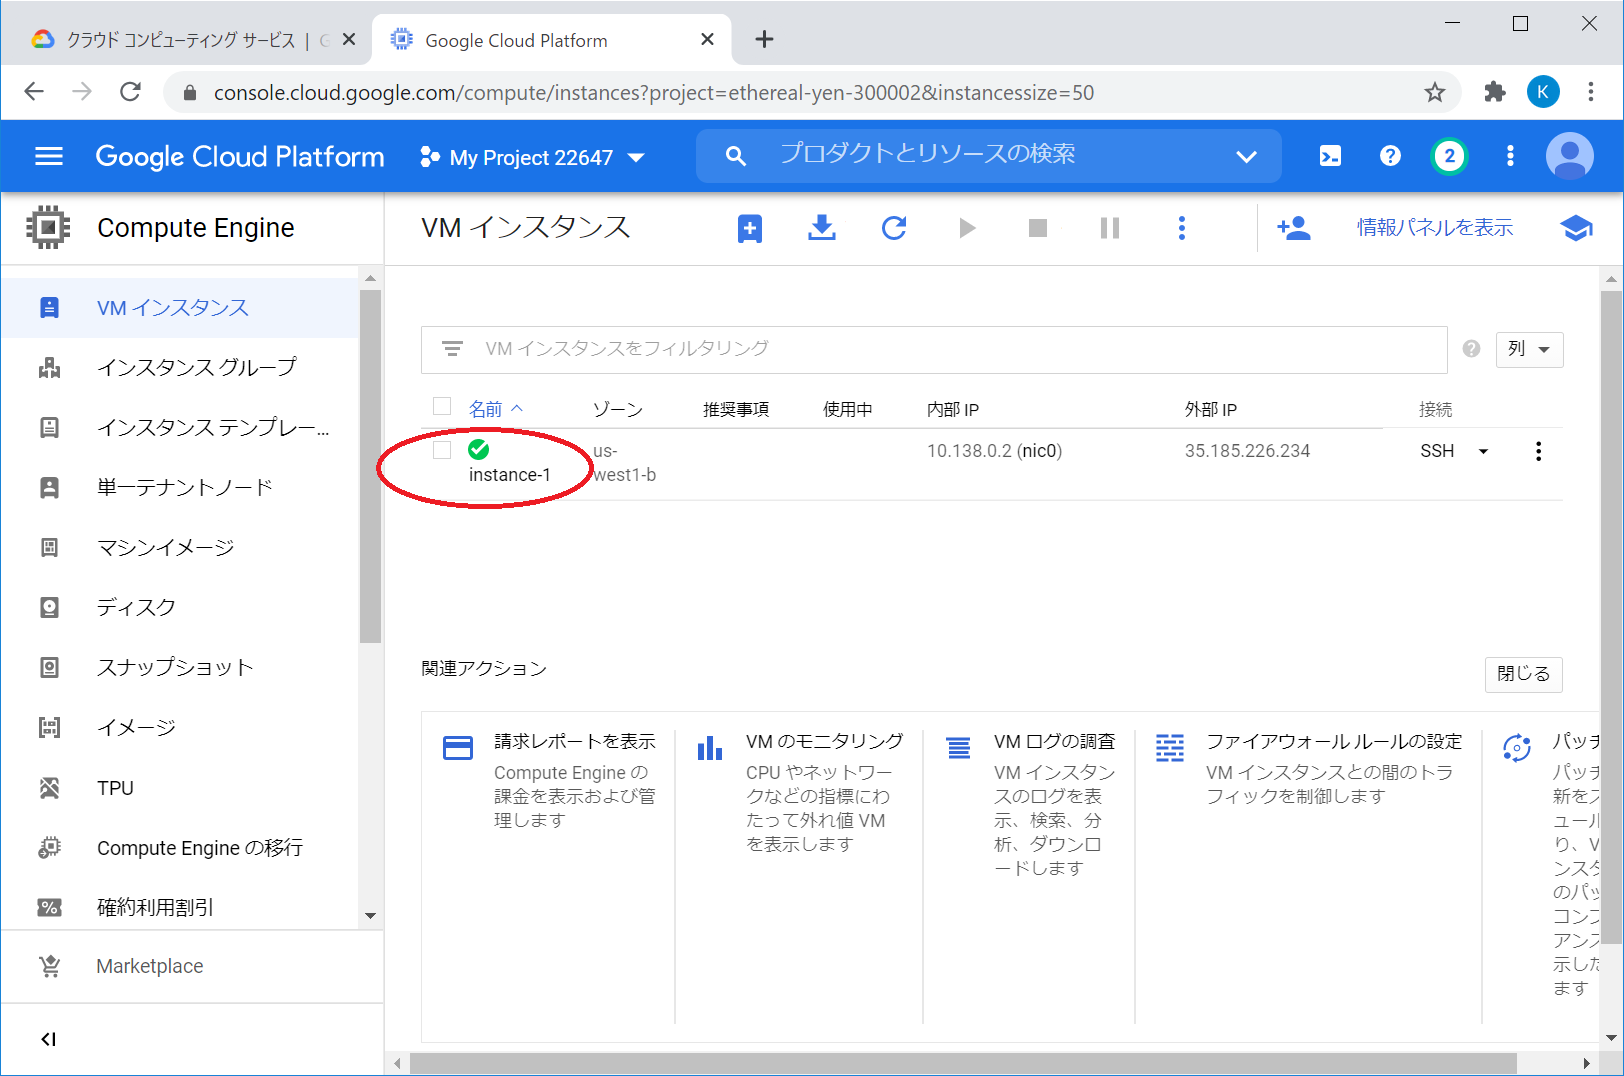 クラウド コンピューティング サービス | G
Google Cloud Platform
console.cloud.google.com/compute/instances?project=ethereal-yen-300002&instancessize=50
K
Google Cloud Platform
My Project 22647
プロダクトとリソースの検索
2
Compute Engine
VM インスタンス
情報パネルを表示
VM インスタンス
インスタンス グループ
インスタンス テンプレー...
単一テナントノード
マシンイメージ
ディスク
スナップショット
イメージ
TPU
Compute Engine の移行
確約利用割引
Marketplace
VM インスタンスをフィルタリング
列
名前 ゾーン 推奨事項 使用中 内部 IP 外部 IP 接続
instance-1
us-
west1-b
10.138.0.2 (nic0)
35.185.226.234
SSH
関連アクション
閉じる
請求レポートを表示
Compute Engine の
課金を表示および管
理します
VM のモニタリング
CPU やネットワー
クなどの指標にわ
たって外れ値 VM
を表示します
VM ログの調査
VM インスタン
スのログを表
示、検索、分
析、ダウンロ
ードします
ファイアウォール ルールの設定
VM インスタンスとの間のトラ
フィックを制御します
パッチ
パッチ
新をス
ュール
り、V
ンスタ
のパッ
コンプ
アンス
示した
ます